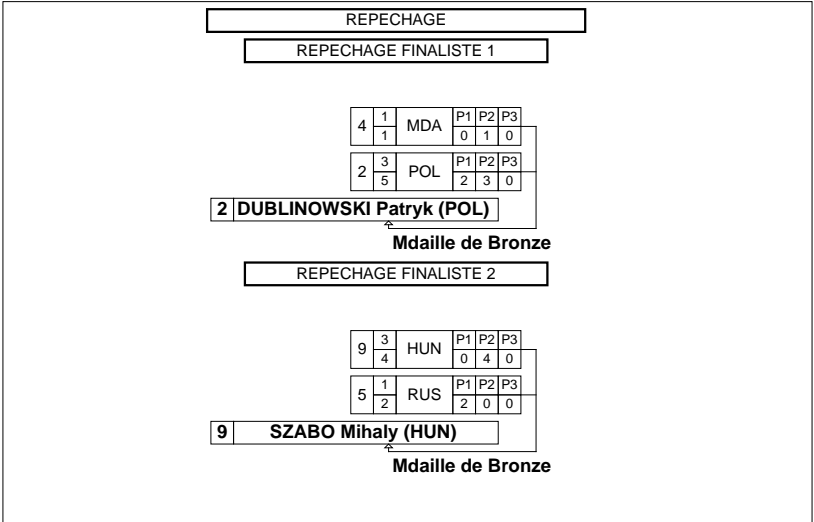 REPECHAGE
REPECHAGE FINALISTE 1
4 1 MDA P1 P2 P3
1 0 1 0
2 3 POL P1 P2 P3
5 2 3 0
2 DUBLINOWSKI Patryk (POL)
Mdaille de Bronze
REPECHAGE FINALISTE 2
9 3 HUN P1 P2 P3
4 0 4 0
5 1 RUS P1 P2 P3
2 2 0 0
9 SZABO Mihaly (HUN)
Mdaille de Bronze